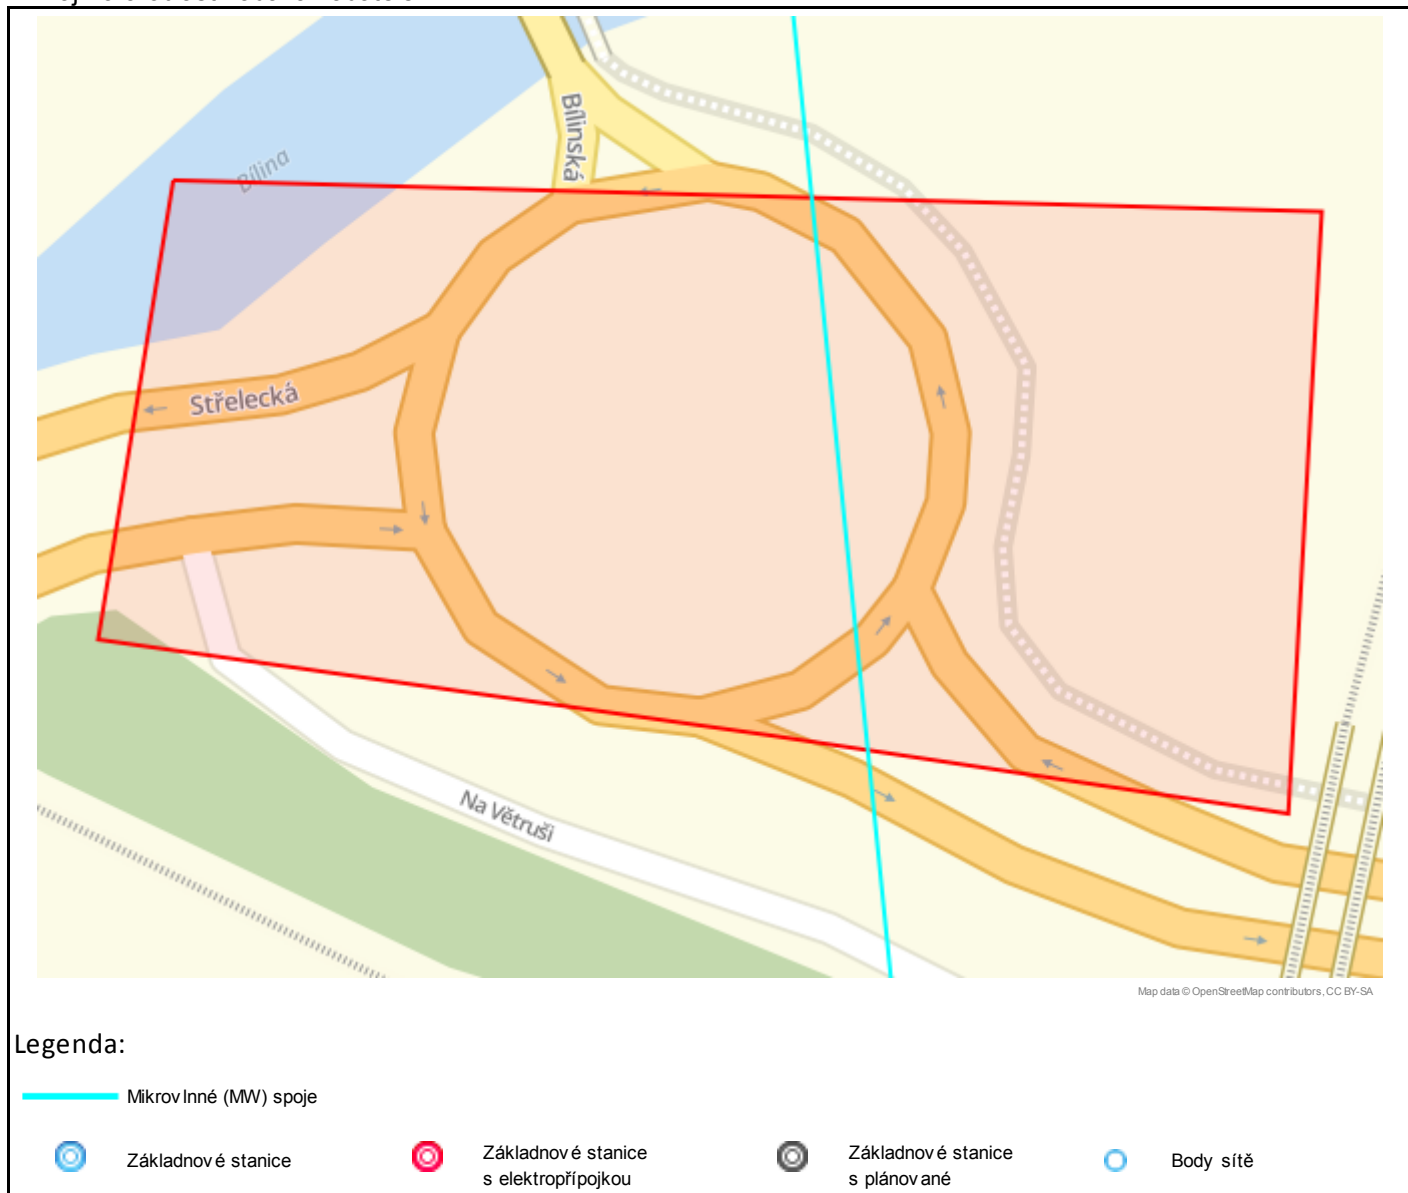 Bílinská
Bílina
Střelecká
Na Větruši
Map data © OpenStreetMap contributors, CC BY-SA
Legenda:
Mikrovlnné (MW) spoje
Základnové stanice
Základnové stanice
s elektropřípojkou
Základnové stanice
s plánované
Body sítě